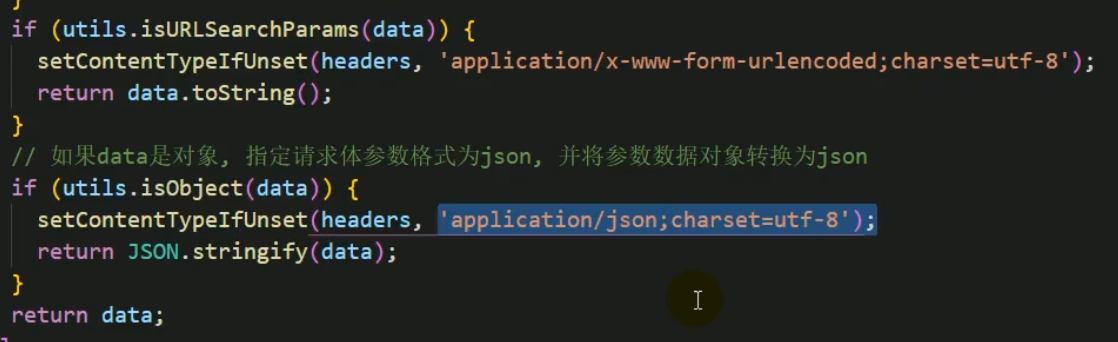 }
if (utils.isURLSearchParams(data)) {
  setContentTypeIfUnset(headers, 'application/x-www-form-urlencoded;charset=utf-8');
  return data.toString();
}
// 如果data是对象, 指定请求体参数格式为json, 并将参数数据对象转换为json
if (utils.isObject(data)) {
  setContentTypeIfUnset(headers, 'application/json;charset=utf-8');
  return JSON.stringify(data);
}
return data;